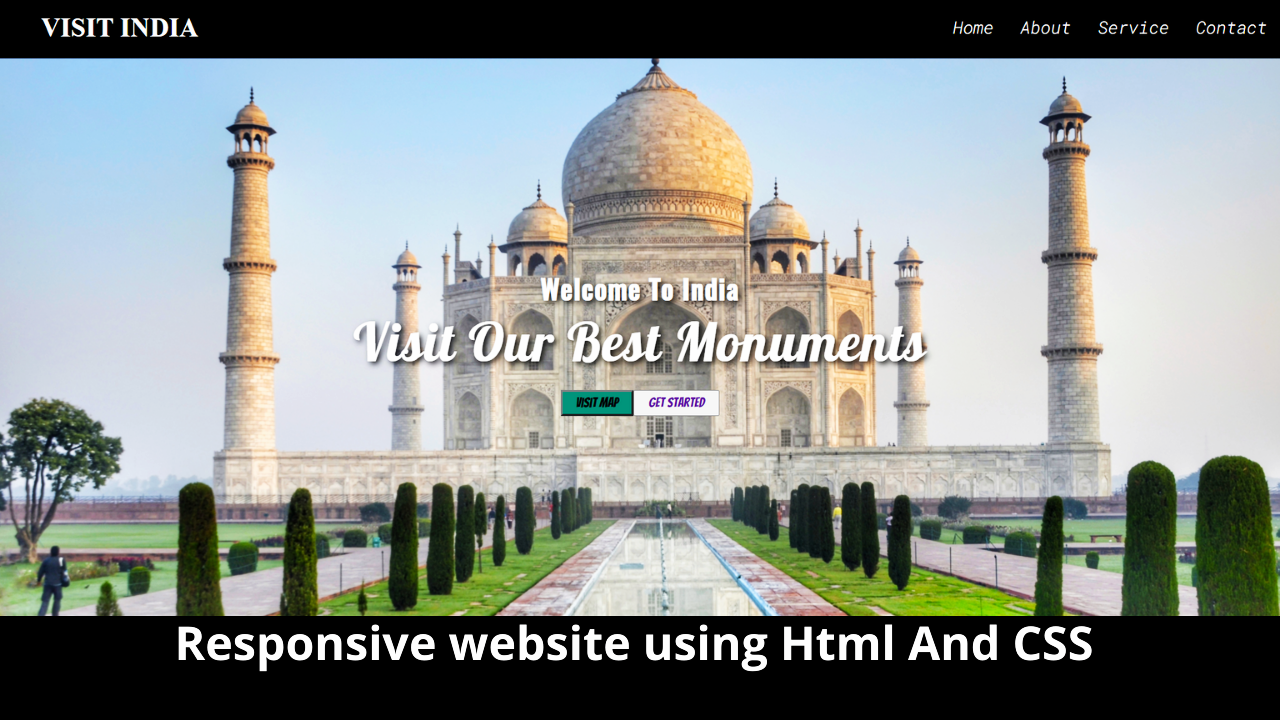 VISIT INDIA
Home About Service Contact
Welcome To India
Visit Our Best Monuments
VISIT MAP GET STARTED
Responsive website using Html And CSS